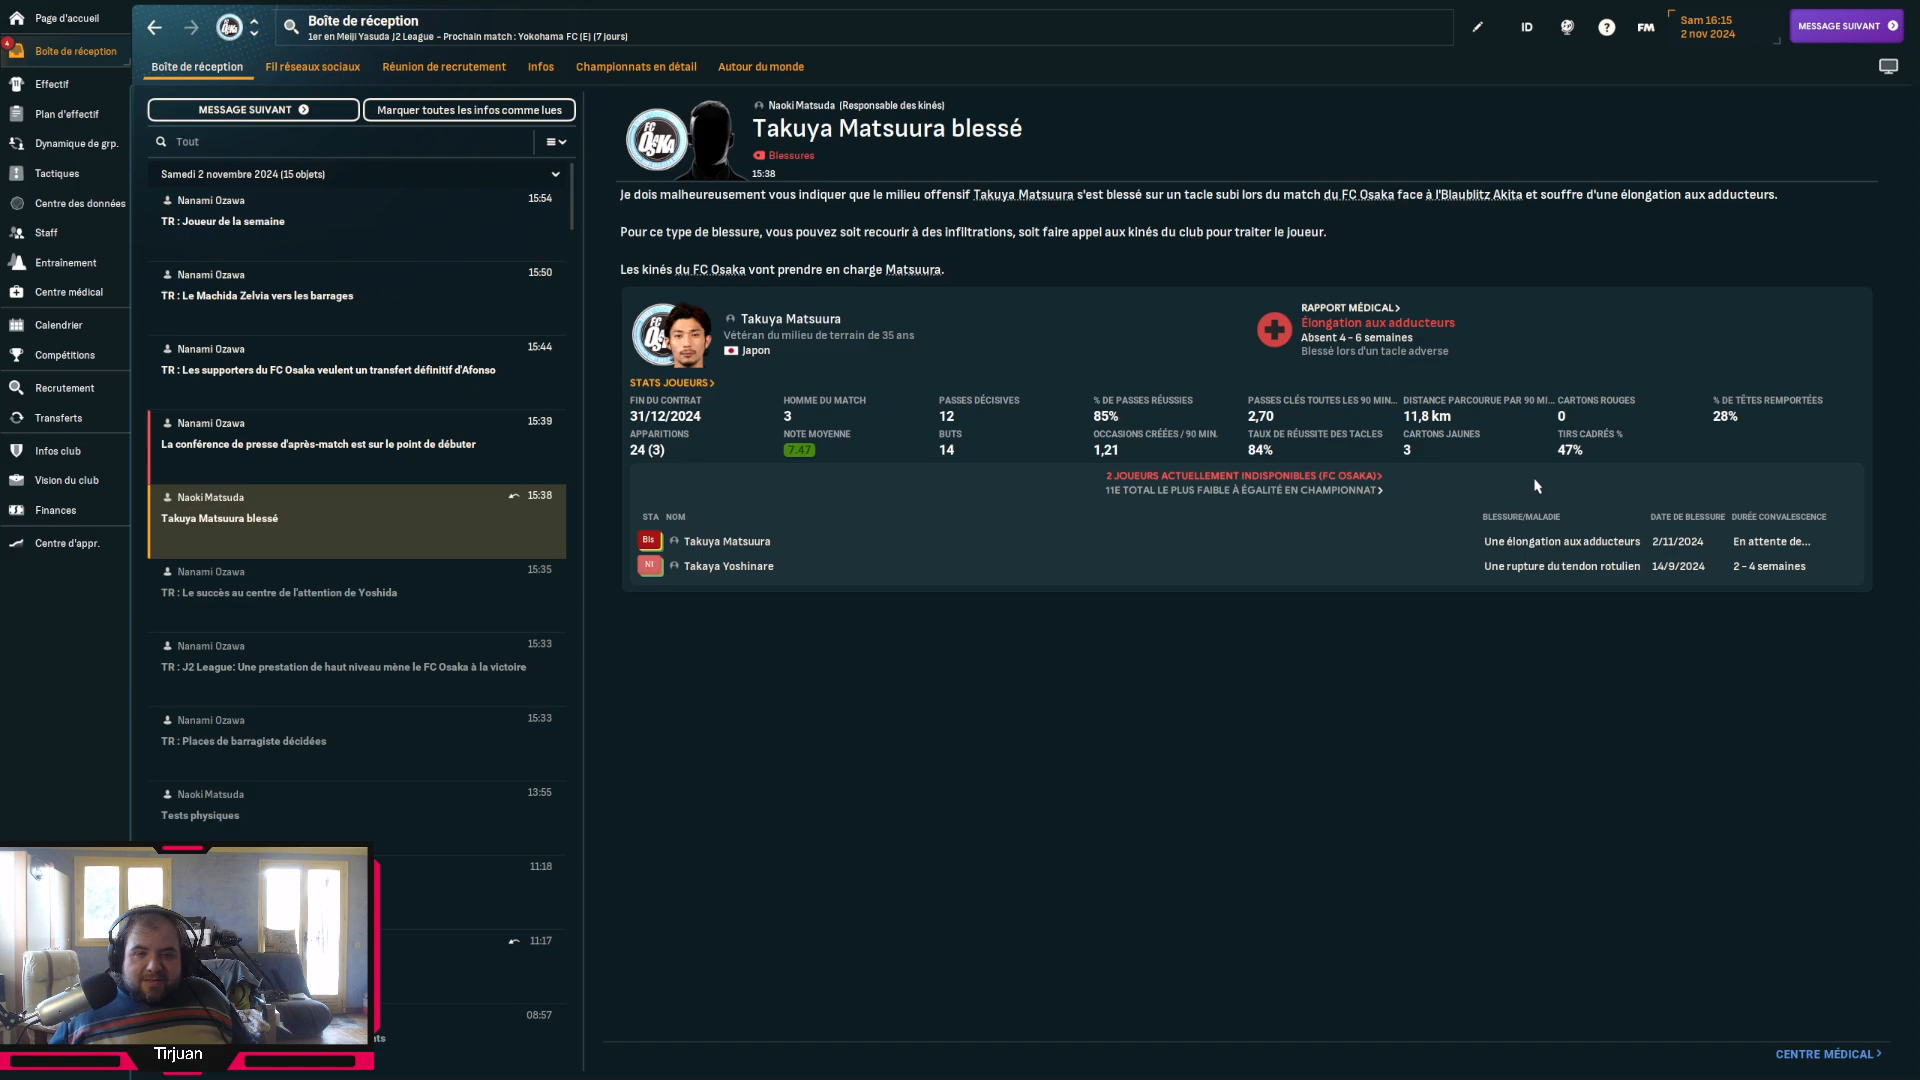 Page d'accueil
Boîte de réception
4
Effectif
Plan d'effectif
Dynamique de grp.
Tactiques
Centre des données
Staff
Entraînement
Centre médical
Calendrier
Compétitions
Recrutement
Transferts
Infos club
Vision du club
Finances
Centre d'appr.
Boîte de réception
1er en Meiji Yasuda J2 League – Prochain match : Yokohama FC (E) (7 jours)
ID
FM
Sam 16:15
2 nov 2024
MESSAGE SUIVANT
Boîte de réception
Fil réseaux sociaux
Réunion de recrutement
Infos
Championnats en détail
Autour du monde
MESSAGE SUIVANT
Marquer toutes les infos comme lues
Tout
Samedi 2 novembre 2024 (15 objets)
Nanami Ozawa 15:54
TR : Joueur de la semaine
Nanami Ozawa 15:50
TR : Le Machida Zelvia vers les barrages
Nanami Ozawa 15:44
TR : Les supporters du FC Osaka veulent un transfert définitif d'Afonso
Nanami Ozawa 15:39
La conférence de presse d'après-match est sur le point de débuter
Naoki Matsuda 15:38
Takuya Matsuura blessé
Nanami Ozawa 15:35
TR : Le succès au centre de l'attention de Yoshida
Nanami Ozawa 15:33
TR : J2 League: Une prestation de haut niveau mène le FC Osaka à la victoire
Nanami Ozawa 15:33
TR : Places de barragiste décidées
Naoki Matsuda 13:55
Tests physiques
11:18
11:17
08:57
nts
Tirjuan
FC OSAKA
Naoki Matsuda (Responsable des kinés)
Takuya Matsuura blessé
Blessures
15:38
Je dois malheureusement vous indiquer que le milieu offensif Takuya Matsuura s'est blessé sur un tacle subi lors du match du FC Osaka face à l'Blaublitz Akita et souffre d'une élongation aux adducteurs.
Pour ce type de blessure, vous pouvez soit recourir à des infiltrations, soit faire appel aux kinés du club pour traiter le joueur.
Les kinés du FC Osaka vont prendre en charge Matsuura.
Takuya Matsuura
Vétéran du milieu de terrain de 35 ans
Japon
RAPPORT MÉDICAL
Élongation aux adducteurs
Absent 4 - 6 semaines
Blessé lors d'un tacle adverse
STATS JOUEURS
FIN DU CONTRAT HOMME DU MATCH PASSES DÉCISIVES % DE PASSES RÉUSSIES PASSES CLÉS TOUTES LES 90 MIN... DISTANCE PARCOURUE PAR 90 MI... CARTONS ROUGES % DE TÊTES REMPORTÉES
31/12/2024 3 12 85% 2,70 11,8 km 0 28%
APPARITIONS NOTE MOYENNE BUTS OCCASIONS CRÉÉES / 90 MIN. TAUX DE RÉUSSITE DES TACLES CARTONS JAUNES TIRS CADRÉS %
24 (3) 7.47 14 1,21 84% 3 47%
2 JOUEURS ACTUELLEMENT INDISPONIBLES (FC OSAKA)
11E TOTAL LE PLUS FAIBLE À ÉGALITÉ EN CHAMPIONNAT
STA NOM BLESSURE/MALADIE DATE DE BLESSURE DURÉE CONVALESCENCE
Bls Takuya Matsuura Une élongation aux adducteurs 2/11/2024 En attente de...
NI Takaya Yoshinare Une rupture du tendon rotulien 14/9/2024 2 - 4 semaines
CENTRE MÉDICAL